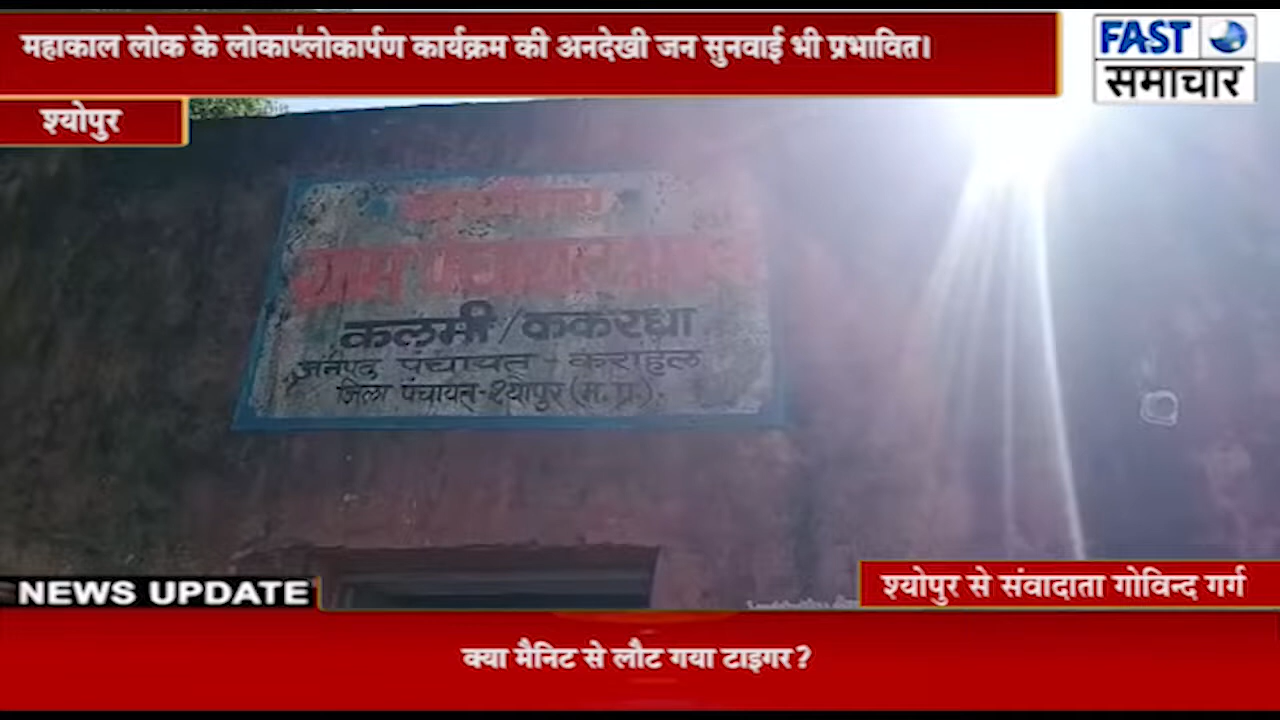 महाकाल लोक के लोकार्प्लोकार्पण कार्यक्रम की अनदेखी जन सुनवाई भी प्रभावित।
FAST
समाचार
श्योपुर
ग्राम पंचायत
कलमी/ककरधा
जनपद पंचायत - कराहल
जिला पंचायत-श्योपुर (म.प्र.)
NEWS UPDATE
श्योपुर से संवादाता गोविन्द गर्ग
क्या मैनिट से लौट गया टाइगर?